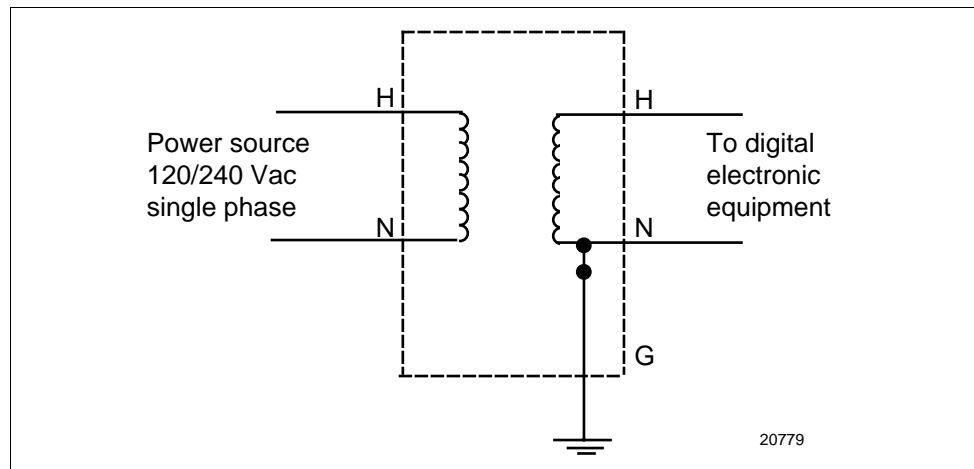 H
H
Power source
120/240 Vac
single phase
To digital
electronic
equipment
N
N
G
20779